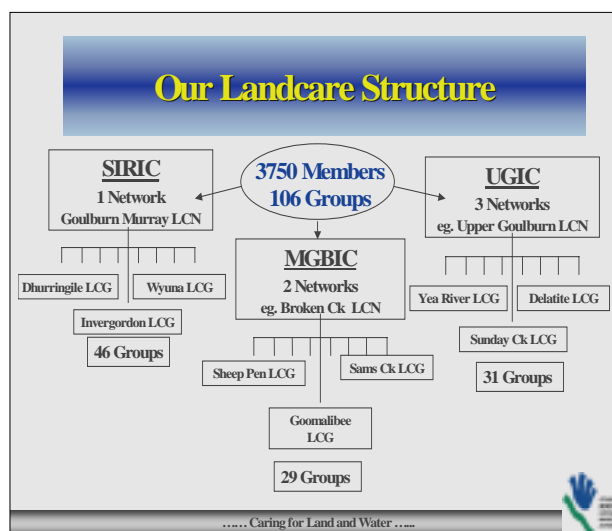 Our Landcare Structure
3750 Members
106 Groups
SIRIC
1 Network
Goulburn Murray LCN
Dhurringile LCG
Wyuna LCG
Invergordon LCG
46 Groups
MGBIC
2 Networks
eg. Broken Ck LCN
Sheep Pen LCG
Sams Ck LCG
Goomalibee
LCG
29 Groups
UGIC
3 Networks
eg. Upper Goulburn LCN
Yea River LCG
Delatite LCG
Sunday Ck LCG
31 Groups
…… Caring for Land and Water …...